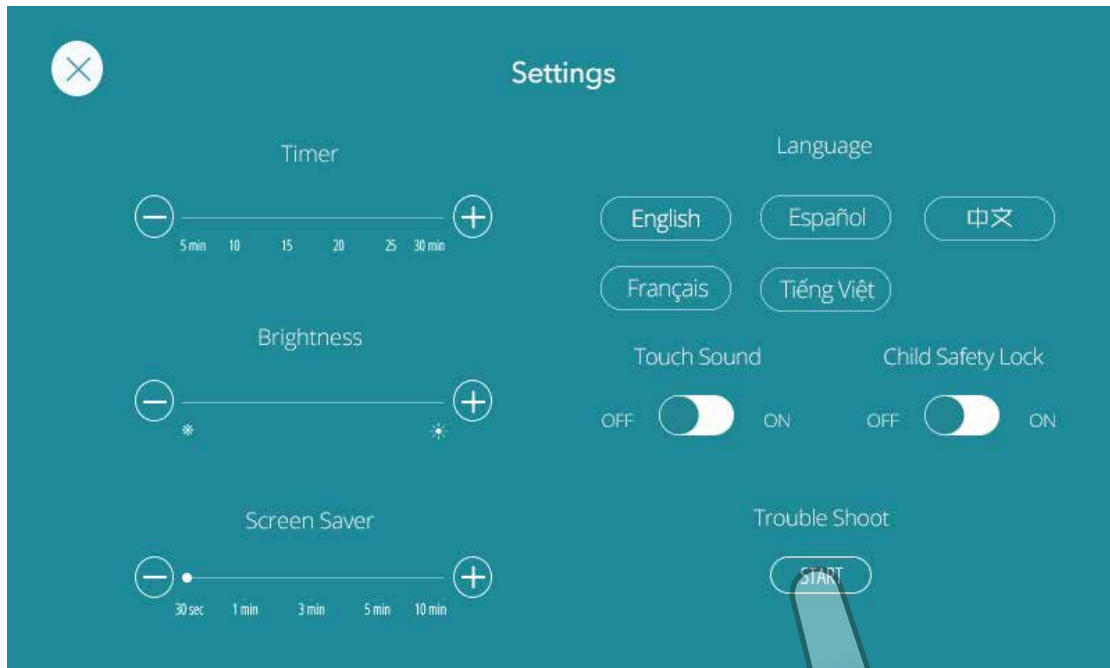 Settings
Timer
5 min 10 15 20 25 30 min
Brightness
Screen Saver
30 sec 1 min 3 min 5 min 10 min
Language
English Español 中文
Français Tiếng Việt
Touch Sound Child Safety Lock
OFF ON OFF ON
Trouble Shoot
START